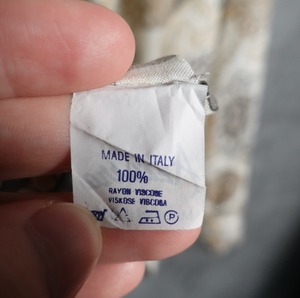 MADE IN ITALY
100%
RAYON VISCOSE
VISKOSE VISCOSA
P